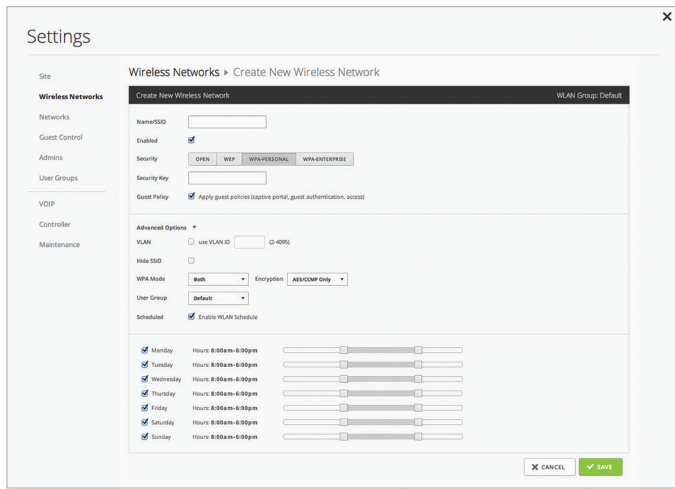 Settings
Site
Wireless Networks
Networks
Guest Control
Admins
User Groups
VOIP
Controller
Maintenance
Wireless Networks ▸ Create New Wireless Network
Create New Wireless Network WLAN Group: Default
Name/SSID
Enabled
Security OPEN WEP WPA-PERSONAL WPA-ENTERPRISE
Security Key
Guest Policy Apply guest policies (captive portal, guest authentication, access)
Advanced Options ▼
VLAN use VLAN ID (2-4095)
Hide SSID
WPA Mode Both Encryption AES/CCMP Only
User Group Default
Scheduled Enable WLAN Schedule
Monday Hours: 8:00am-6:00pm
Tuesday Hours: 8:00am-6:00pm
Wednesday Hours: 8:00am-6:00pm
Thursday Hours: 8:00am-6:00pm
Friday Hours: 8:00am-6:00pm
Saturday Hours: 8:00am-6:00pm
Sunday Hours: 8:00am-6:00pm
CANCEL SAVE